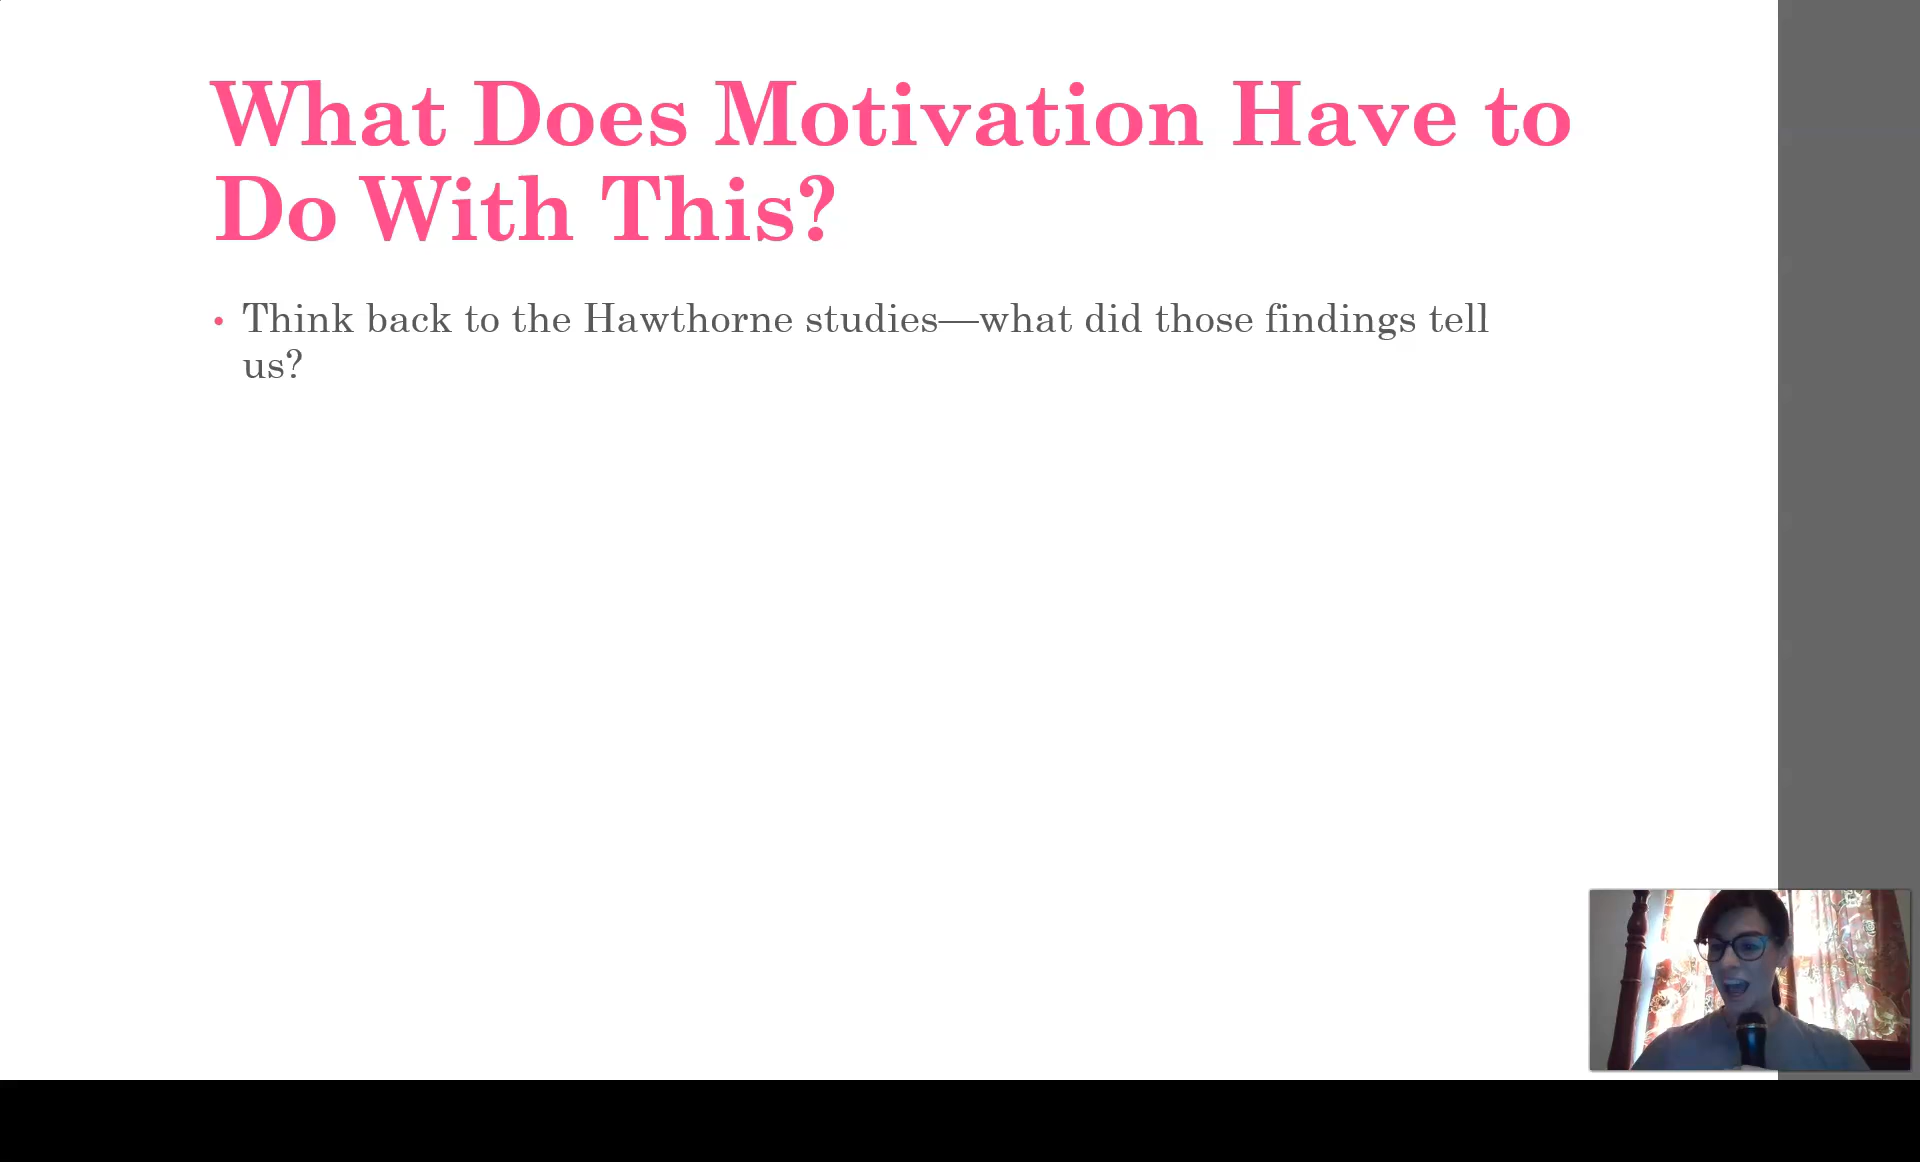 What Does Motivation Have to
Do With This?
• Think back to the Hawthorne studies—what did those findings tell
us?